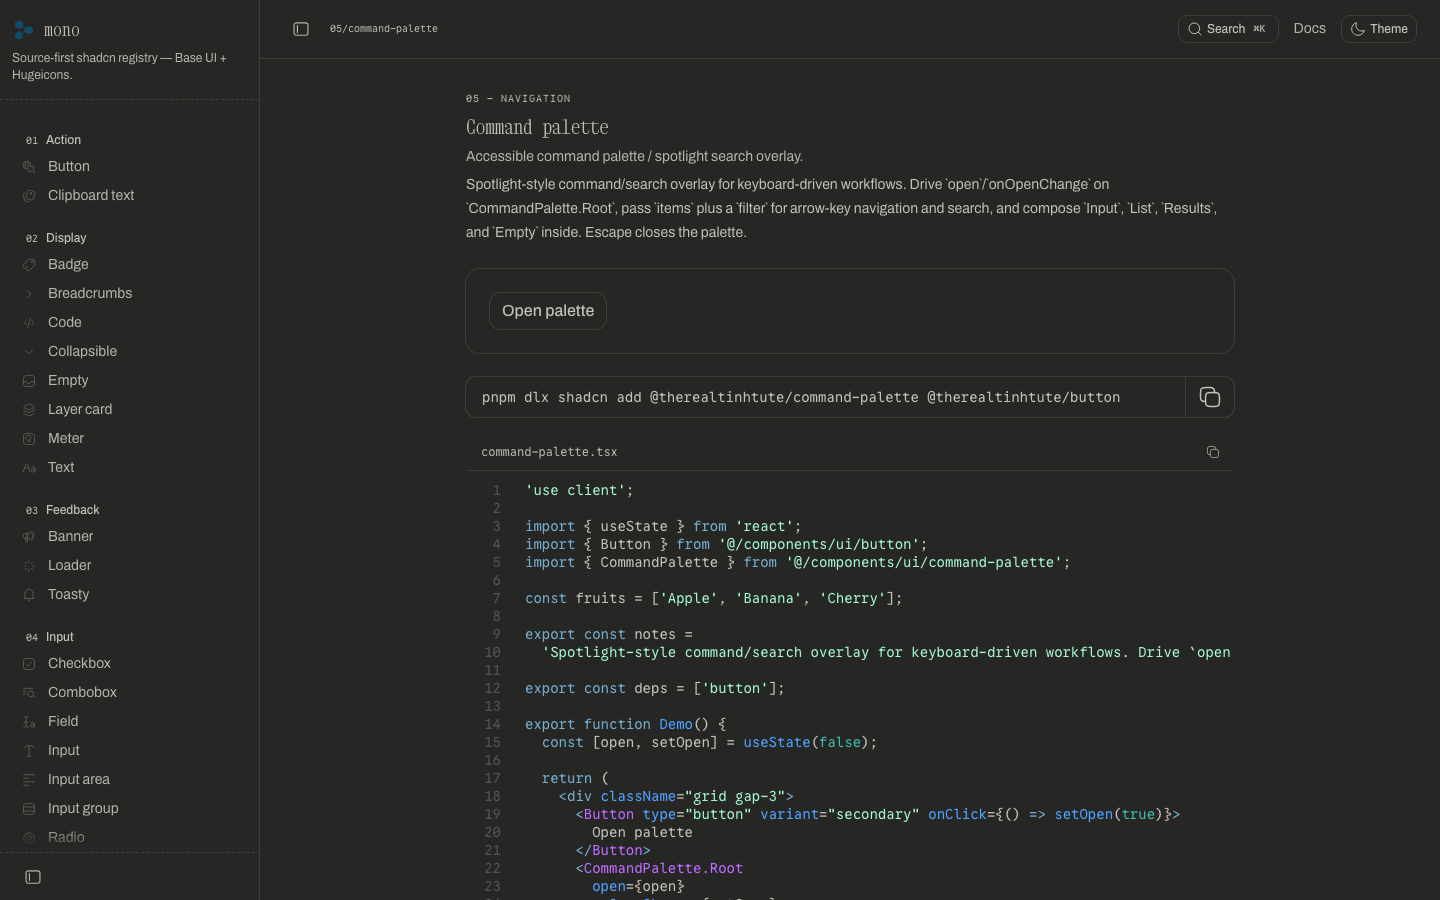 mono
Source-first shadcn registry — Base UI +
Hugeicons.
01 Action
Button
Clipboard text
02 Display
Badge
Breadcrumbs
Code
Collapsible
Empty
Layer card
Meter
Text
03 Feedback
Banner
Loader
Toasty
04 Input
Checkbox
Combobox
Field
Input
Input area
Input group
Radio
05/command-palette
Search ⌘K
Docs
Theme
05 — NAVIGATION
Command palette
Accessible command palette / spotlight search overlay.
Spotlight-style command/search overlay for keyboard-driven workflows. Drive `open`/`onOpenChange` on
`CommandPalette.Root`, pass `items` plus a `filter` for arrow-key navigation and search, and compose `Input`, `List`, `Results`,
and `Empty` inside. Escape closes the palette.
Open palette
pnpm dlx shadcn add @therealtinhtute/command-palette @therealtinhtute/button
command-palette.tsx
1 'use client';
2
3 import { useState } from 'react';
4 import { Button } from '@/components/ui/button';
5 import { CommandPalette } from '@/components/ui/command-palette';
6
7 const fruits = ['Apple', 'Banana', 'Cherry'];
8
9 export const notes =
10 'Spotlight-style command/search overlay for keyboard-driven workflows. Drive `open
11
12 export const deps = ['button'];
13
14 export function Demo() {
15 const [open, setOpen] = useState(false);
16
17 return (
18 <div className="grid gap-3">
19 <Button type="button" variant="secondary" onClick={() => setOpen(true)}>
20 Open palette
21 </Button>
22 <CommandPalette.Root
23 open={open}